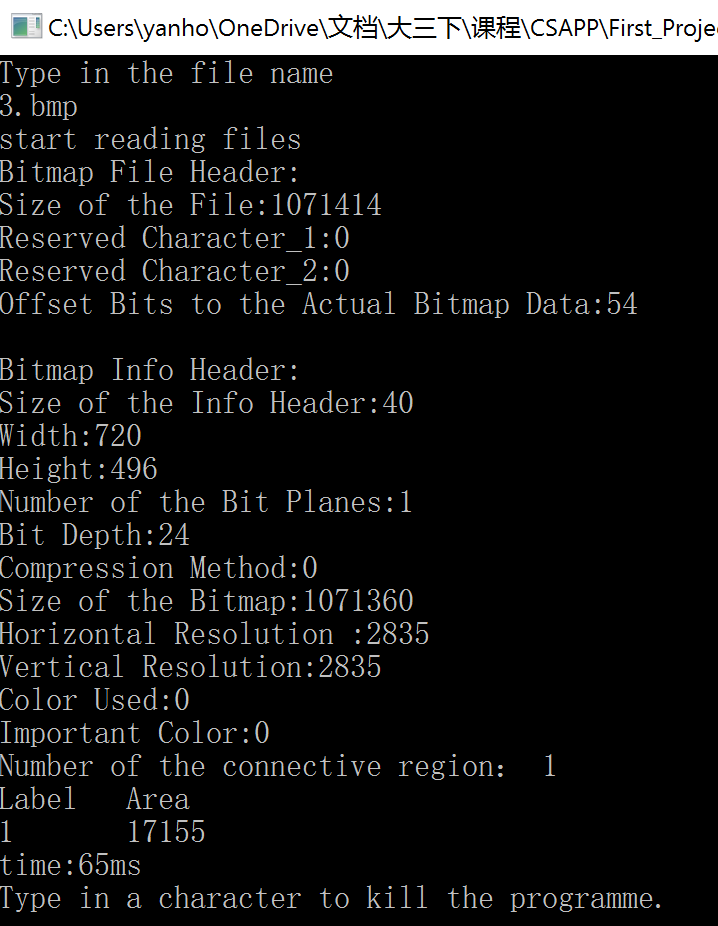 C:\Users\yanho\OneDrive\文档\大三下\课程\CSAPP\First_Proje
Type in the file name
3.bmp
start reading files
Bitmap File Header:
Size of the File:1071414
Reserved Character_1:0
Reserved Character_2:0
Offset Bits to the Actual Bitmap Data:54
Bitmap Info Header:
Size of the Info Header:40
Width:720
Height:496
Number of the Bit Planes:1
Bit Depth:24
Compression Method:0
Size of the Bitmap:1071360
Horizontal Resolution :2835
Vertical Resolution:2835
Color Used:0
Important Color:0
Number of the connective region： 1
Label Area
1 17155
time:65ms
Type in a character to kill the programme.